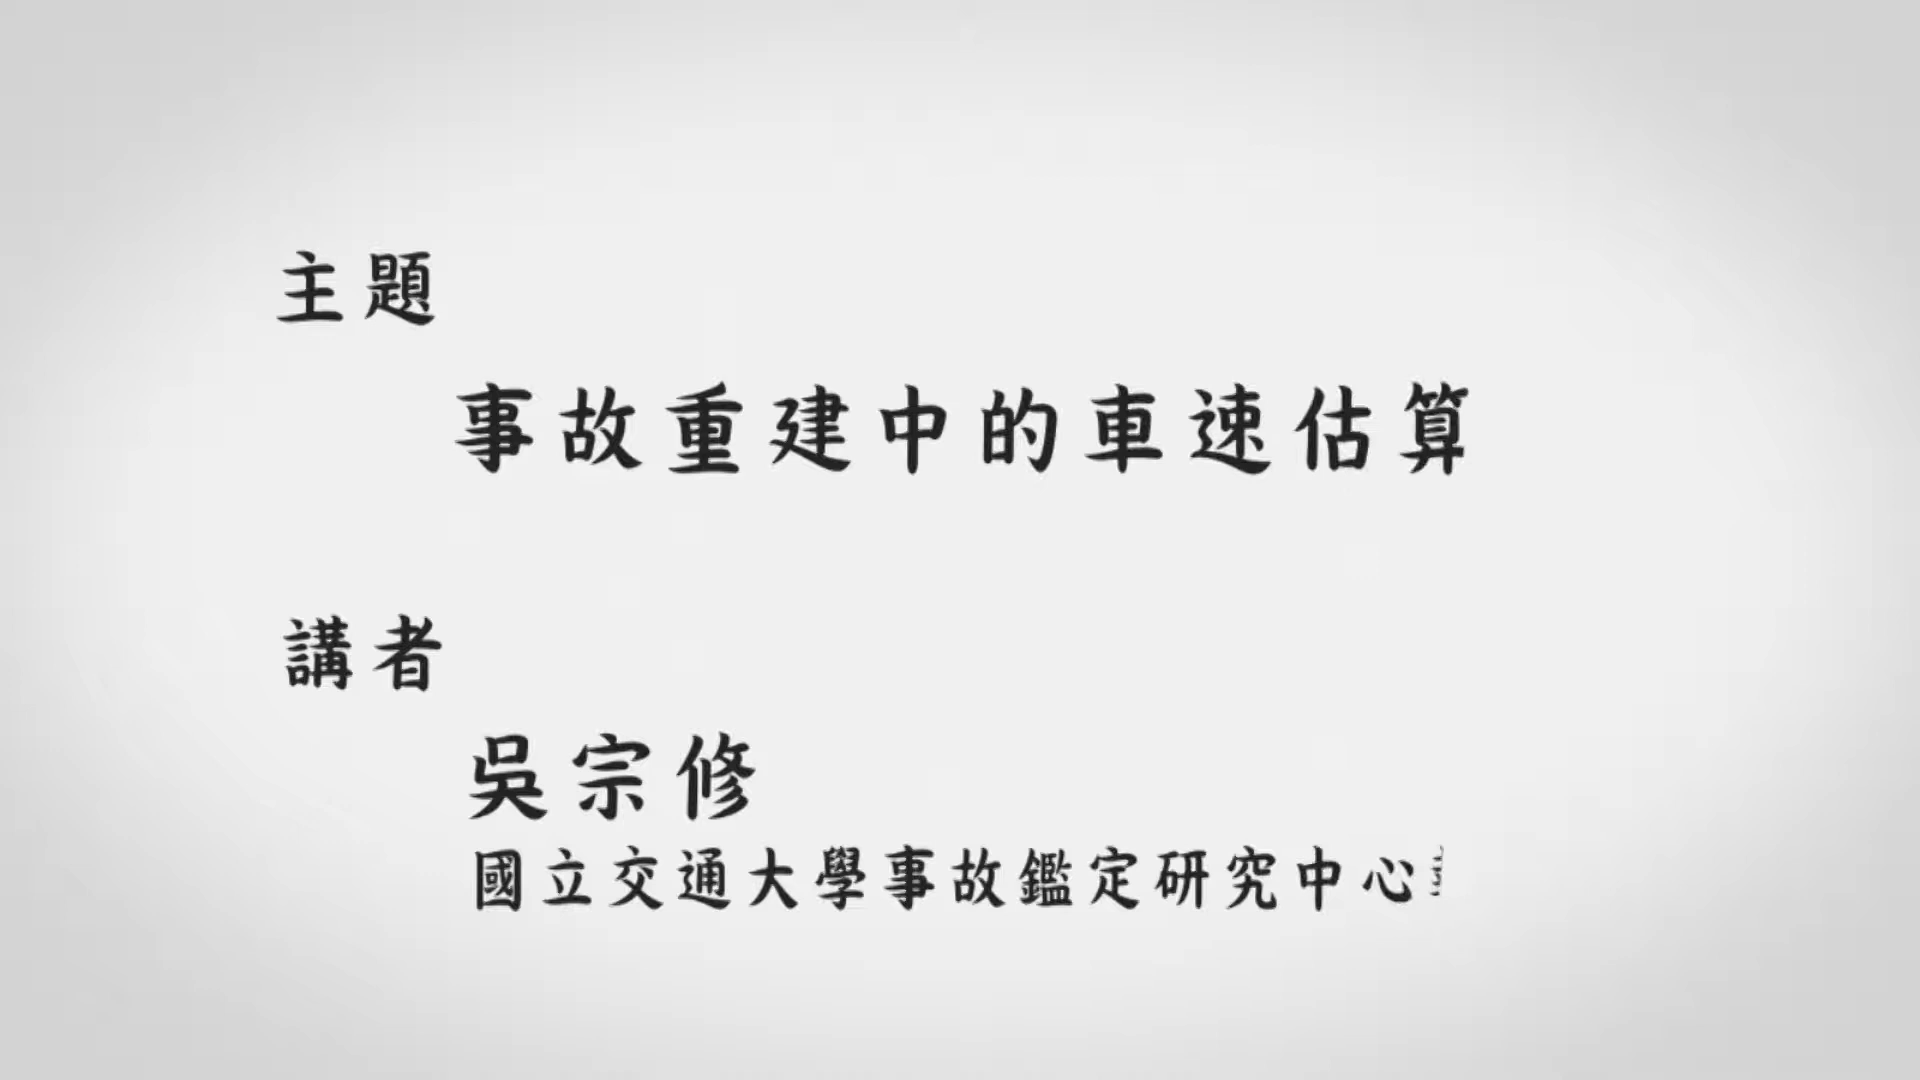 主題
事故重建中的車速估算
講者
吳宗修
國立交通大學事故鑑定研究中心